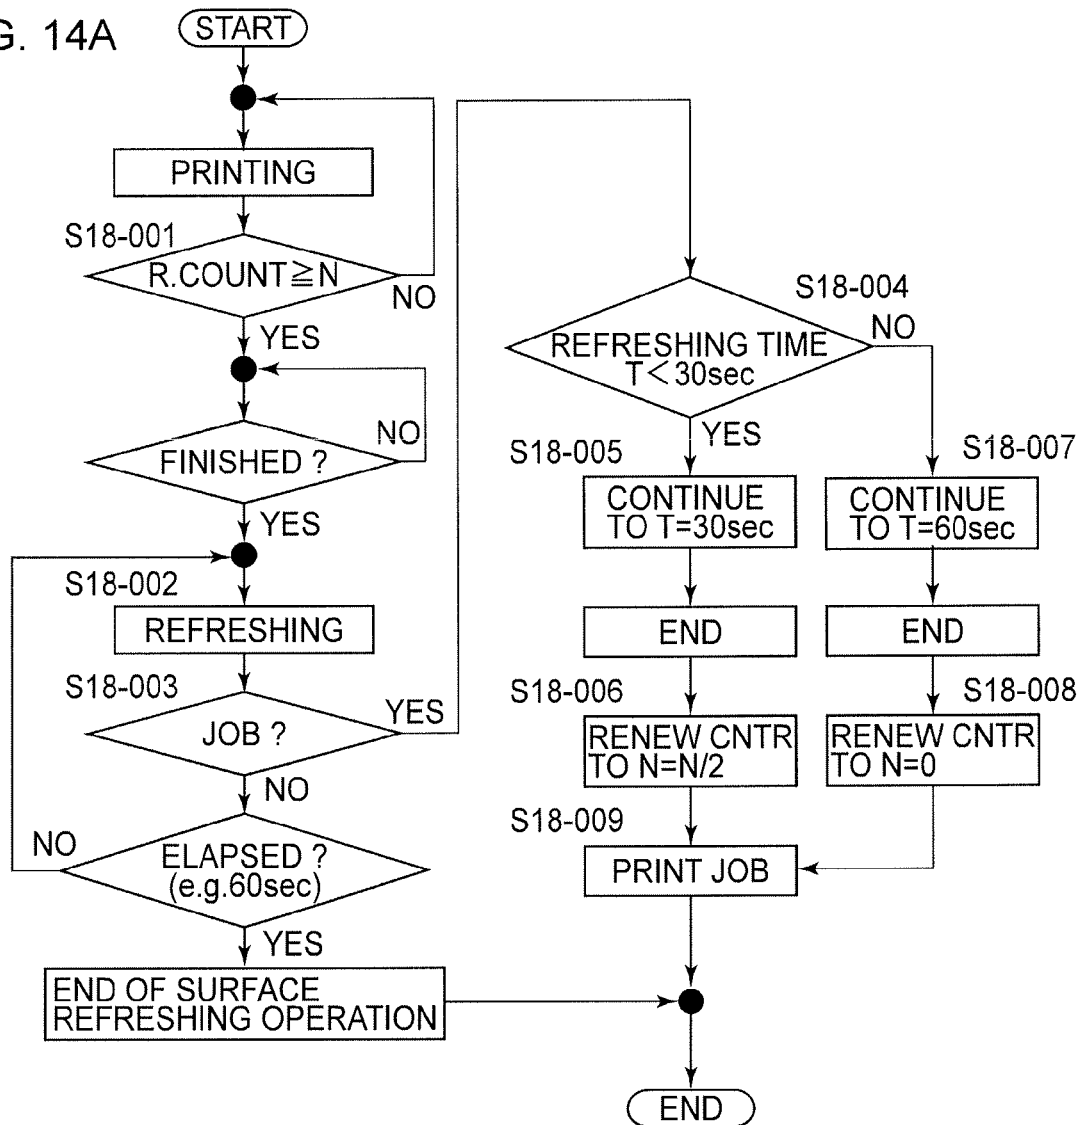 G. 14A
START
PRINTING
S18-001
R.COUNT≧N
NO
YES
NO
FINISHED ?
YES
S18-002
REFRESHING
S18-003
JOB ?
YES
NO
NO
ELAPSED ?
(e.g.60sec)
YES
END OF SURFACE
REFRESHING OPERATION
S18-004
REFRESHING TIME
T<30sec
NO
YES
S18-005
CONTINUE
TO T=30sec
END
S18-006
RENEW CNTR
TO N=N/2
S18-007
CONTINUE
TO T=60sec
END
S18-008
RENEW CNTR
TO N=0
S18-009
PRINT JOB
END